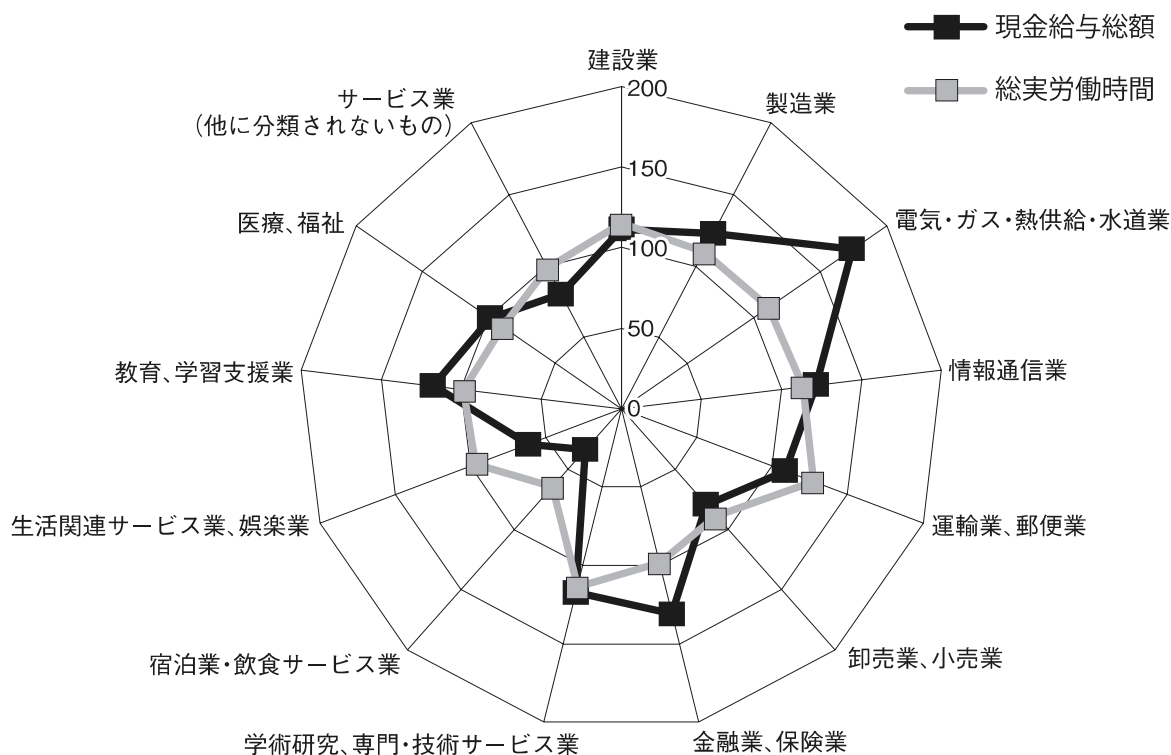 現金給与総額
総実労働時間
建設業
製造業
電気・ガス・熱供給・水道業
情報通信業
運輸業、郵便業
卸売業、小売業
金融業、保険業
学術研究、専門・技術サービス業
宿泊業・飲食サービス業
生活関連サービス業、娯楽業
教育、学習支援業
医療、福祉
サービス業
（他に分類されないもの）
200
150
100
50
0